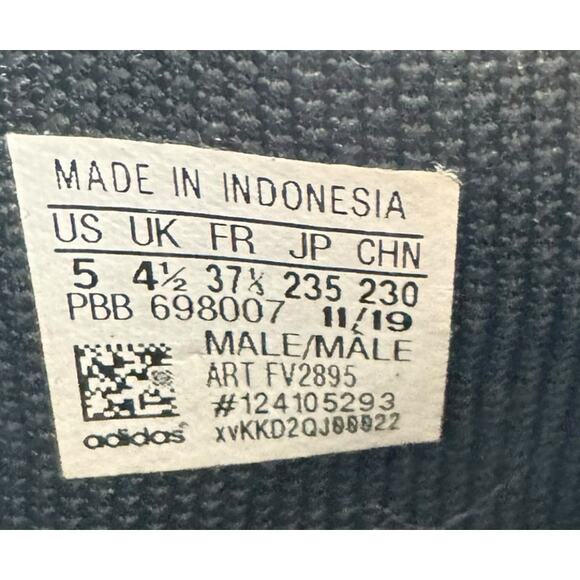 MADE IN INDONESIA
US UK FR JP CHN
5 4½ 37⅓ 235 230
PBB 698007 11/19
MALE/MÂLE
ART FV2895
#124105293
adidas